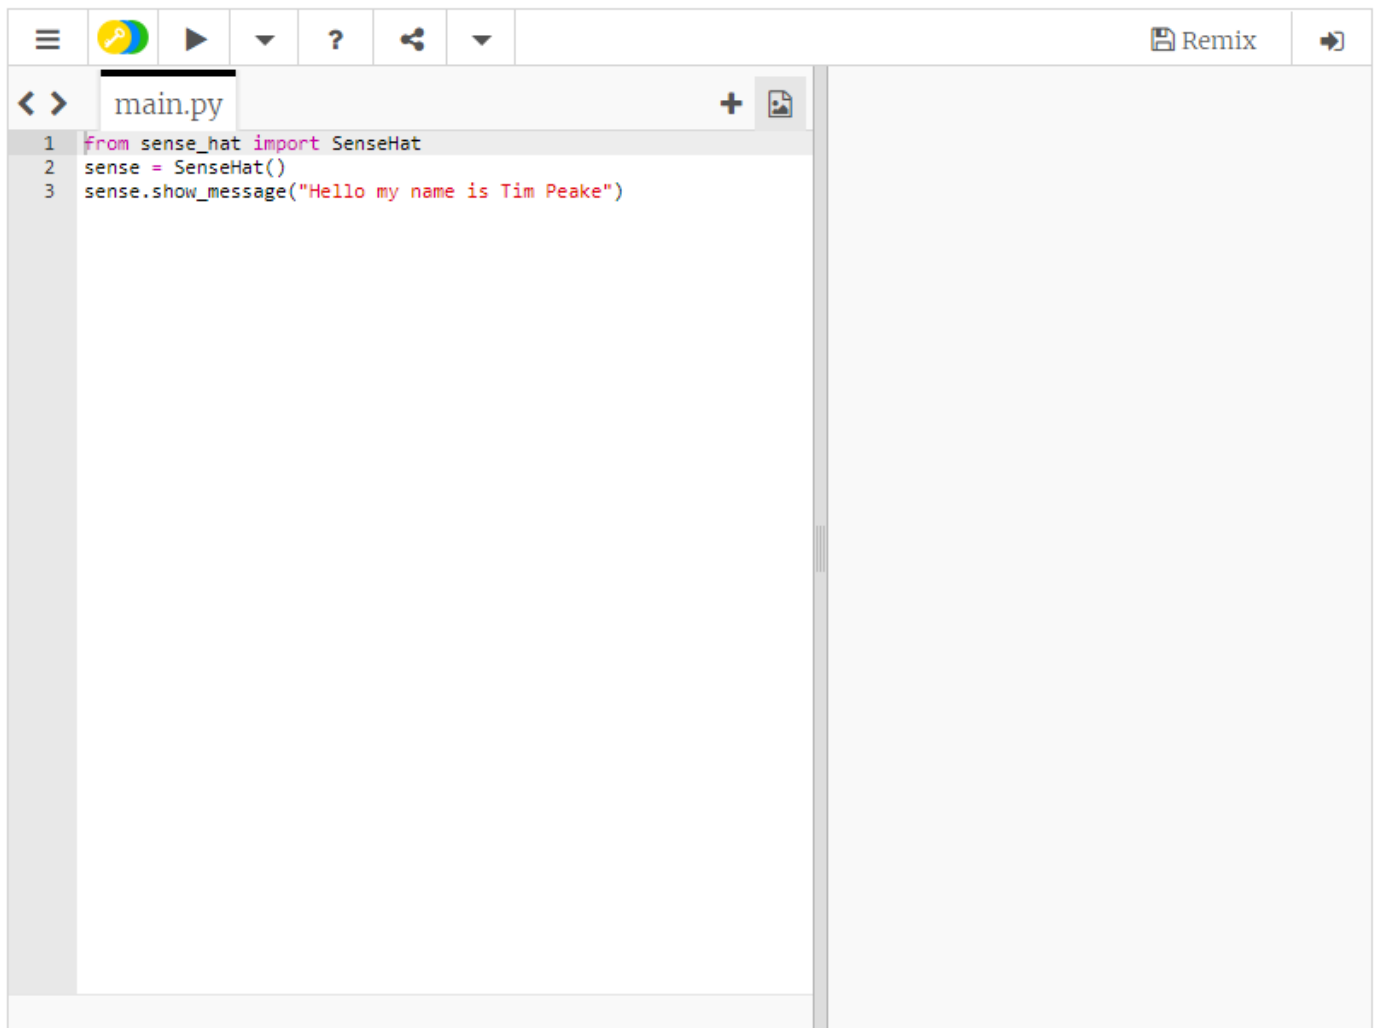 ?
Remix
main.py
1 from sense_hat import SenseHat
2 sense = SenseHat()
3 sense.show_message("Hello my name is Tim Peake")